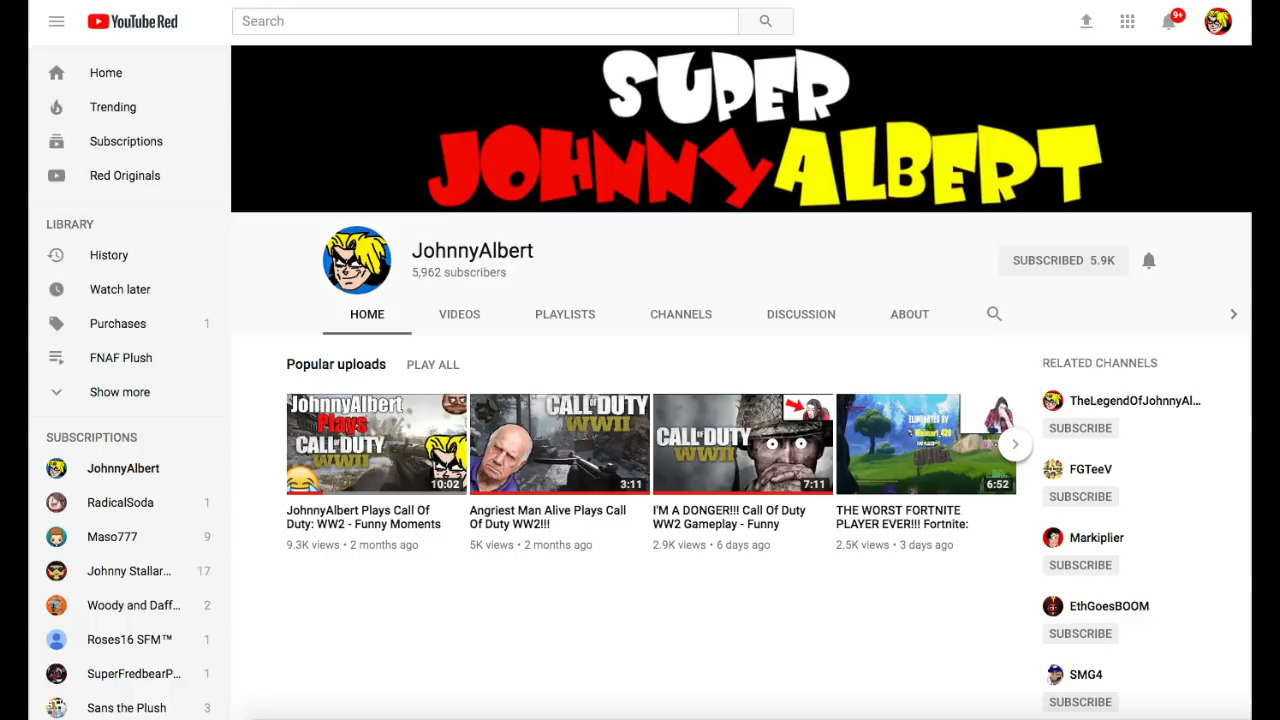 YouTube Red
Search
9+
Home
Trending
Subscriptions
Red Originals
LIBRARY
History
Watch later
Purchases 1
FNAF Plush
Show more
SUBSCRIPTIONS
JohnnyAlbert
RadicalSoda 1
Maso777 9
Johnny Stallar... 17
Woody and Daff... 2
Roses16 SFM™ 1
SuperFredbearP... 1
Sans the Plush 3
SUPER
JOHNNYALBERT
JohnnyAlbert
5,962 subscribers
SUBSCRIBED 5.9K
HOME
VIDEOS
PLAYLISTS
CHANNELS
DISCUSSION
ABOUT
Popular uploads PLAY ALL
JohnnyAlbert
Plays
CALL OF DUTY
WWII
10:02
JohnnyAlbert Plays Call Of
Duty: WW2 - Funny Moments
9.3K views • 2 months ago
CALL OF DUTY
WWII
3:11
Angriest Man Alive Plays Call
Of Duty WW2!!!
5K views • 2 months ago
CALL OF DUTY
WWII
7:11
I'M A DONGER!!! Call Of Duty
WW2 Gameplay - Funny
2.9K views • 6 days ago
ELIMINATED BY
6:52
THE WORST FORTNITE
PLAYER EVER!!! Fortnite:
2.5K views • 3 days ago
RELATED CHANNELS
TheLegendOfJohnnyAl...
SUBSCRIBE
FGTeeV
SUBSCRIBE
Markiplier
SUBSCRIBE
EthGoesBOOM
SUBSCRIBE
SMG4
SUBSCRIBE